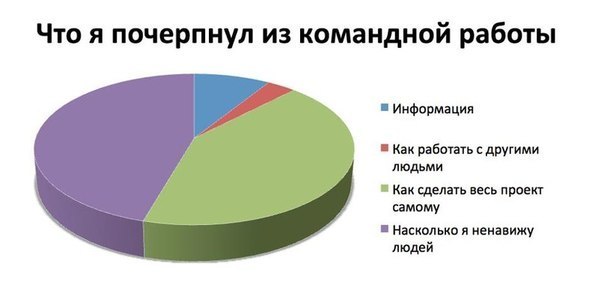 Что я почерпнул из командной работы
Информация
Как работать с другими
людьми
Как сделать весь проект
самому
Насколько я ненавижу
людей